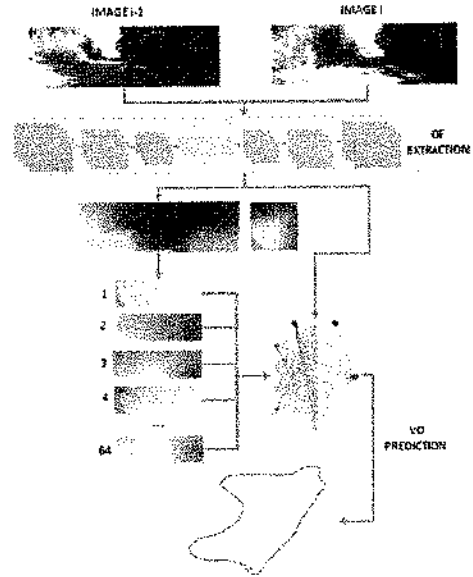 IMAGE I-1
IMAGE I
OF
EXTRACTION
1
2
3
4
64
VO
PREDICTION